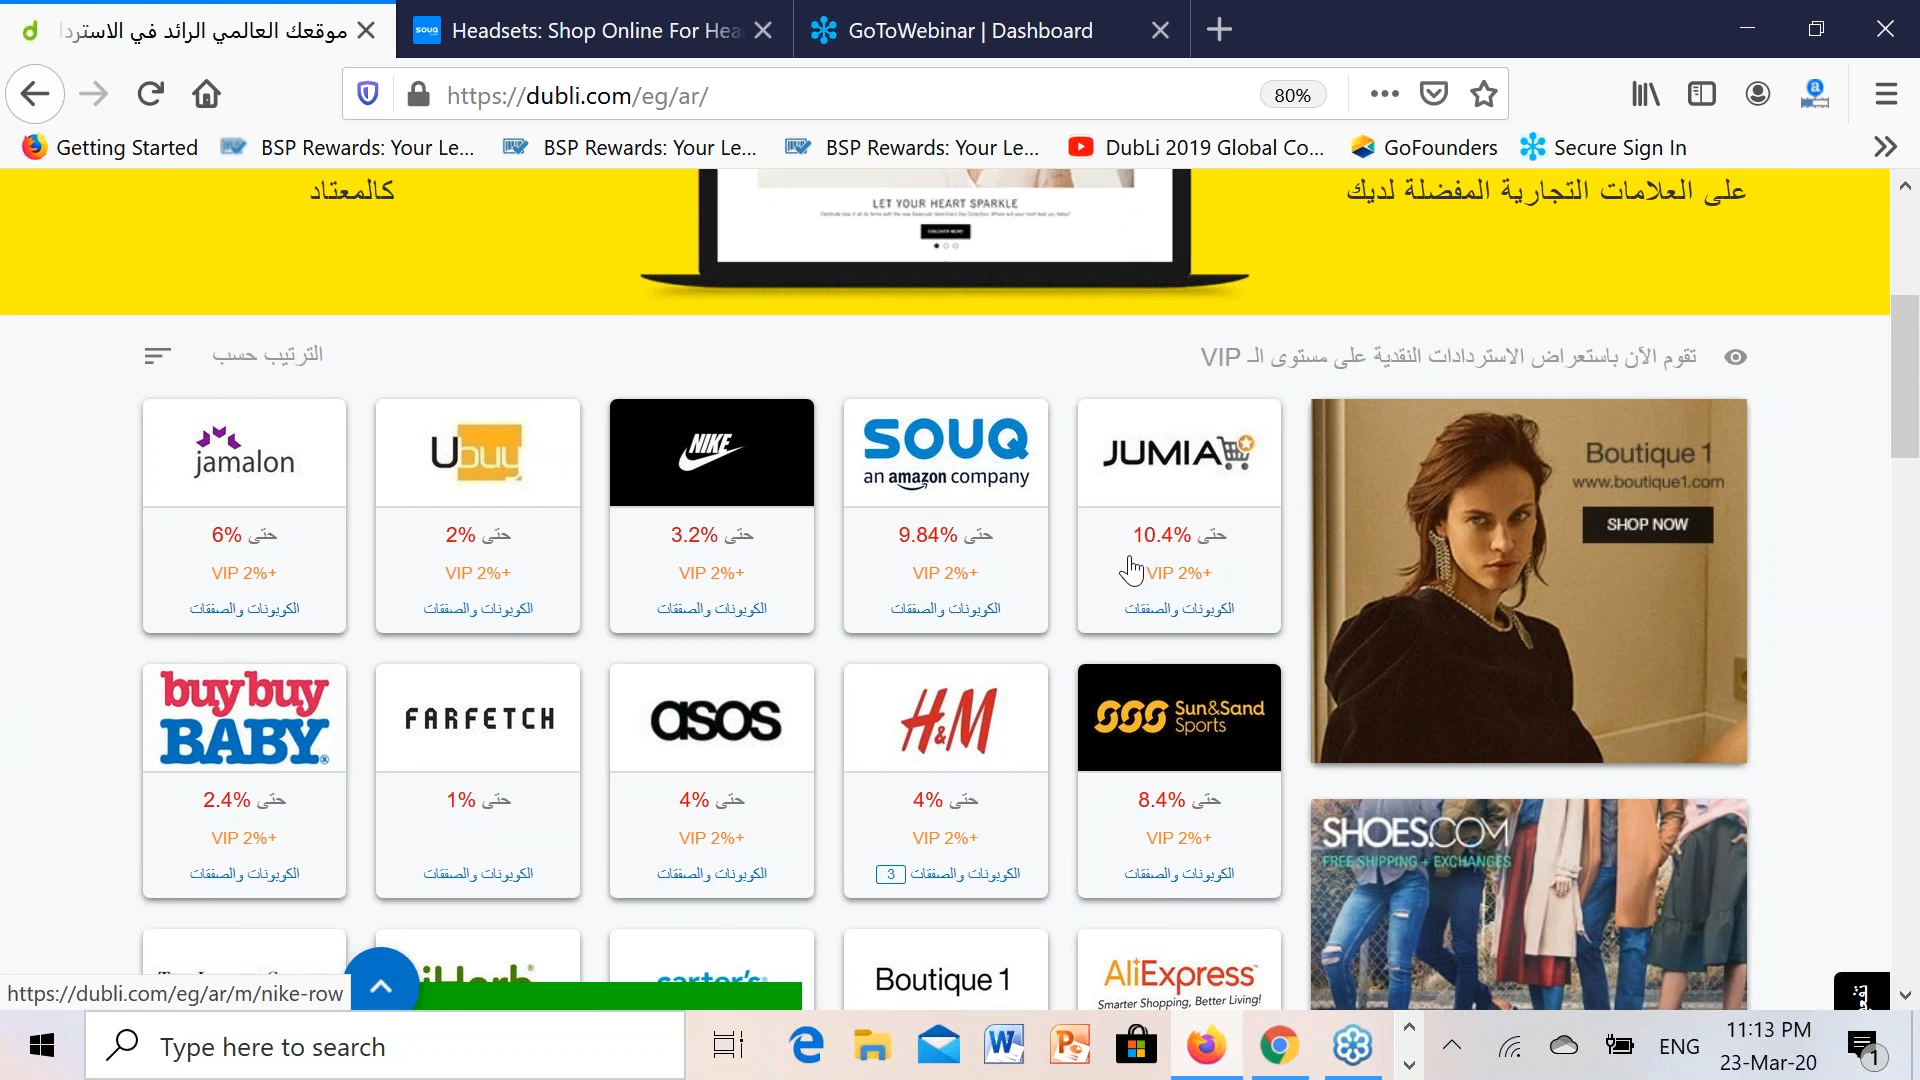 موقعك العالمي الرائد في الاسترد
Headsets: Shop Online For Hea
GoToWebinar | Dashboard
https://dubli.com/eg/ar/
80%
Getting Started
BSP Rewards: Your Le...
BSP Rewards: Your Le...
BSP Rewards: Your Le...
DubLi 2019 Global Co...
GoFounders
Secure Sign In
على العلامات التجارية المفضلة لديك
كالمعتاد
LET YOUR HEART SPARKLE
DISCOVER MORE
تقوم الآن باستعراض الاستردادات النقدية على مستوى الـ VIP
الترتيب حسب
jamalon
Ubuy
NIKE
souq
an amazon company
JUMIA
حتى 6%
حتى 2%
حتى 3.2%
حتى 9.84%
حتى 10.4%
VIP 2%+
VIP 2%+
VIP 2%+
VIP 2%+
VIP 2%+
الكوبونات والصفقات
الكوبونات والصفقات
الكوبونات والصفقات
الكوبونات والصفقات
الكوبونات والصفقات
Boutique 1
www.boutique1.com
SHOP NOW
buy buy
BABY
FARFETCH
asos
H&M
SSS Sun&Sand
Sports
حتى 2.4%
حتى 1%
حتى 4%
حتى 4%
حتى 8.4%
VIP 2%+
VIP 2%+
VIP 2%+
VIP 2%+
الكوبونات والصفقات
الكوبونات والصفقات
الكوبونات والصفقات
الكوبونات والصفقات 3
الكوبونات والصفقات
SHOES.COM
FREE SHIPPING + EXCHANGES
iHerb
carter's
Boutique 1
AliExpress
Smarter Shopping, Better Living!
https://dubli.com/eg/ar/m/nike-row
Type here to search
ENG
11:13 PM
23-Mar-20
1